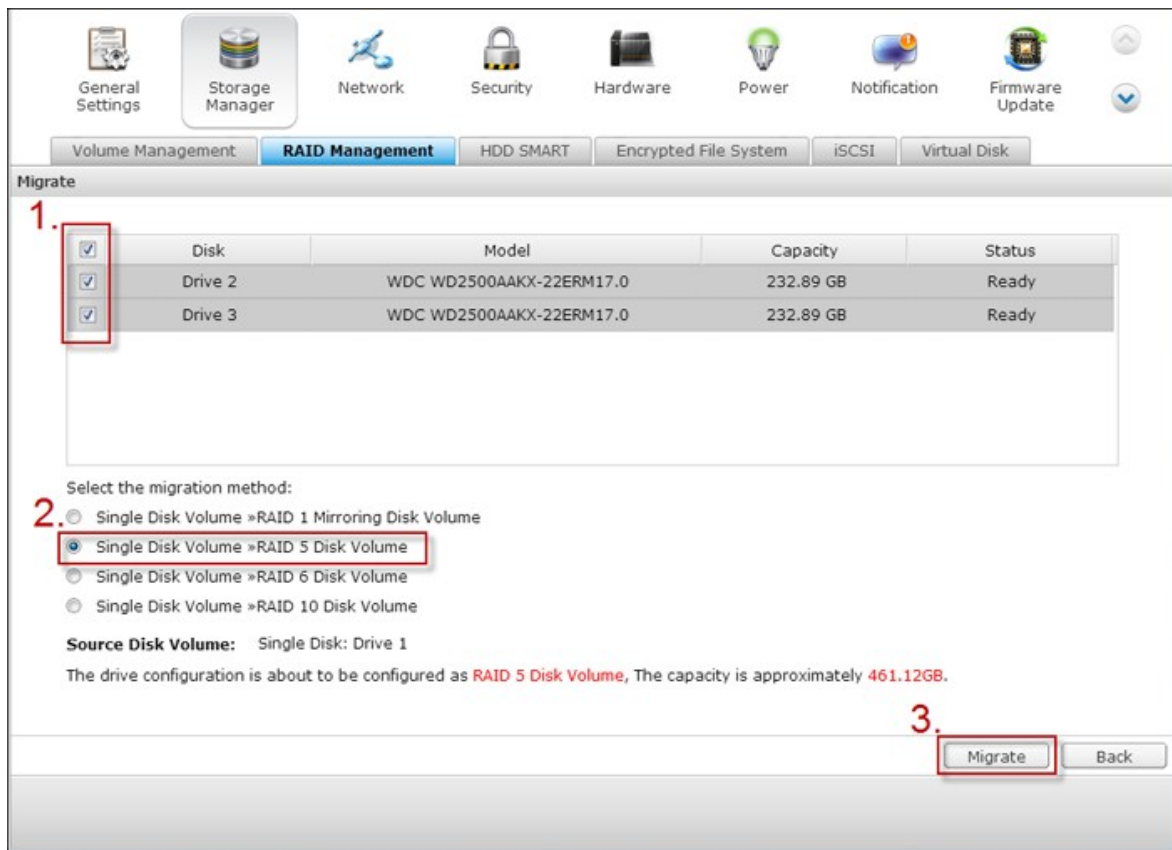 General Settings
Storage Manager
Network
Security
Hardware
Power
Notification
Firmware Update
Volume Management
RAID Management
HDD SMART
Encrypted File System
iSCSI
Virtual Disk
Migrate
1.
Disk Model Capacity Status
Drive 2 WDC WD2500AAKX-22ERM17.0 232.89 GB Ready
Drive 3 WDC WD2500AAKX-22ERM17.0 232.89 GB Ready
Select the migration method:
2.
Single Disk Volume »RAID 1 Mirroring Disk Volume
Single Disk Volume »RAID 5 Disk Volume
Single Disk Volume »RAID 6 Disk Volume
Single Disk Volume »RAID 10 Disk Volume
Source Disk Volume: Single Disk: Drive 1
The drive configuration is about to be configured as RAID 5 Disk Volume, The capacity is approximately 461.12GB.
3.
Migrate
Back